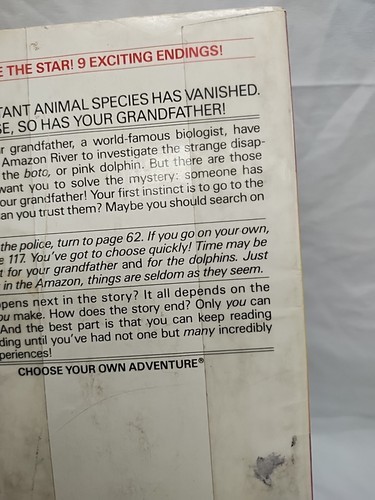 E THE STAR! 9 EXCITING ENDINGS!
TANT ANIMAL SPECIES HAS VANISHED.
SE, SO HAS YOUR GRANDFATHER!
r grandfather, a world-famous biologist, have
Amazon River to investigate the strange disap-
the boto, or pink dolphin. But there are those
want you to solve the mystery: someone has
our grandfather! Your first instinct is to go to the
an you trust them? Maybe you should search on
the police, turn to page 62. If you go on your own,
e 117. You've got to choose quickly! Time may be
t for your grandfather and for the dolphins. Just
in the Amazon, things are seldom as they seem.
pens next in the story? It all depends on the
ou make. How does the story end? Only you can
And the best part is that you can keep reading
ding until you've had not one but many incredibly
periences!
CHOOSE YOUR OWN ADVENTURE®